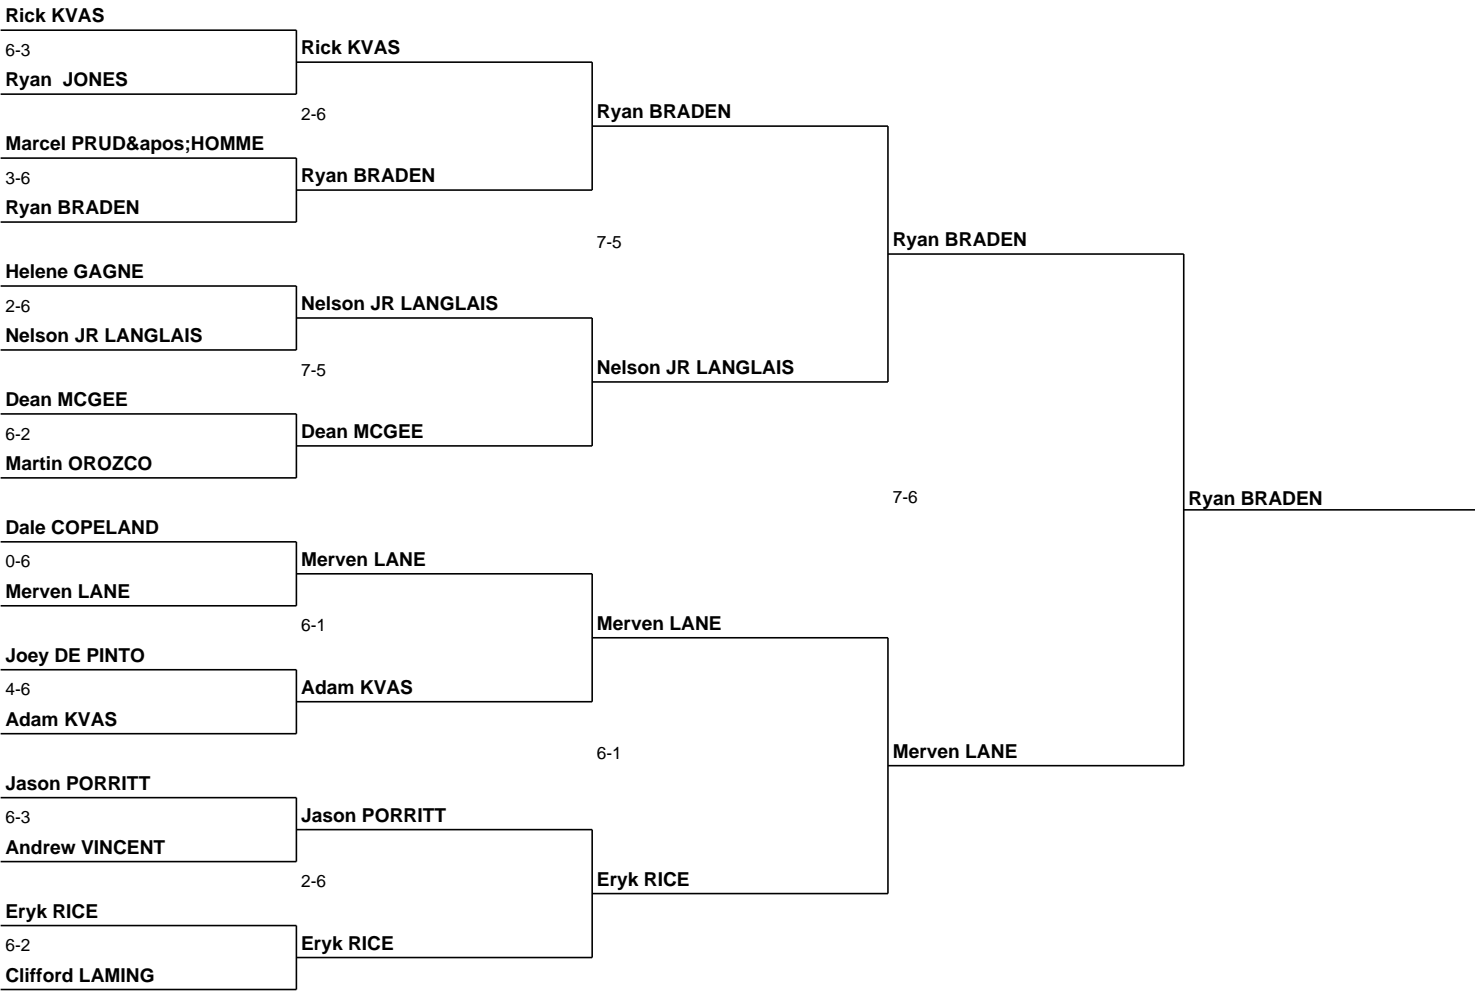 Rick KVAS
6-3
Ryan  JONES
Marcel PRUD&apos;HOMME
3-6
Ryan BRADEN
Helene GAGNE
2-6
Nelson JR LANGLAIS
Dean MCGEE
6-2
Martin OROZCO
Dale COPELAND
0-6
Merven LANE
Joey DE PINTO
4-6
Adam KVAS
Jason PORRITT
6-3
Andrew VINCENT
Eryk RICE
6-2
Clifford LAMING
Rick KVAS
2-6
Ryan BRADEN
Nelson JR LANGLAIS
7-5
Dean MCGEE
Merven LANE
6-1
Adam KVAS
Jason PORRITT
2-6
Eryk RICE
Ryan BRADEN
7-5
Nelson JR LANGLAIS
Merven LANE
6-1
Eryk RICE
Ryan BRADEN
7-6
Merven LANE
Ryan BRADEN